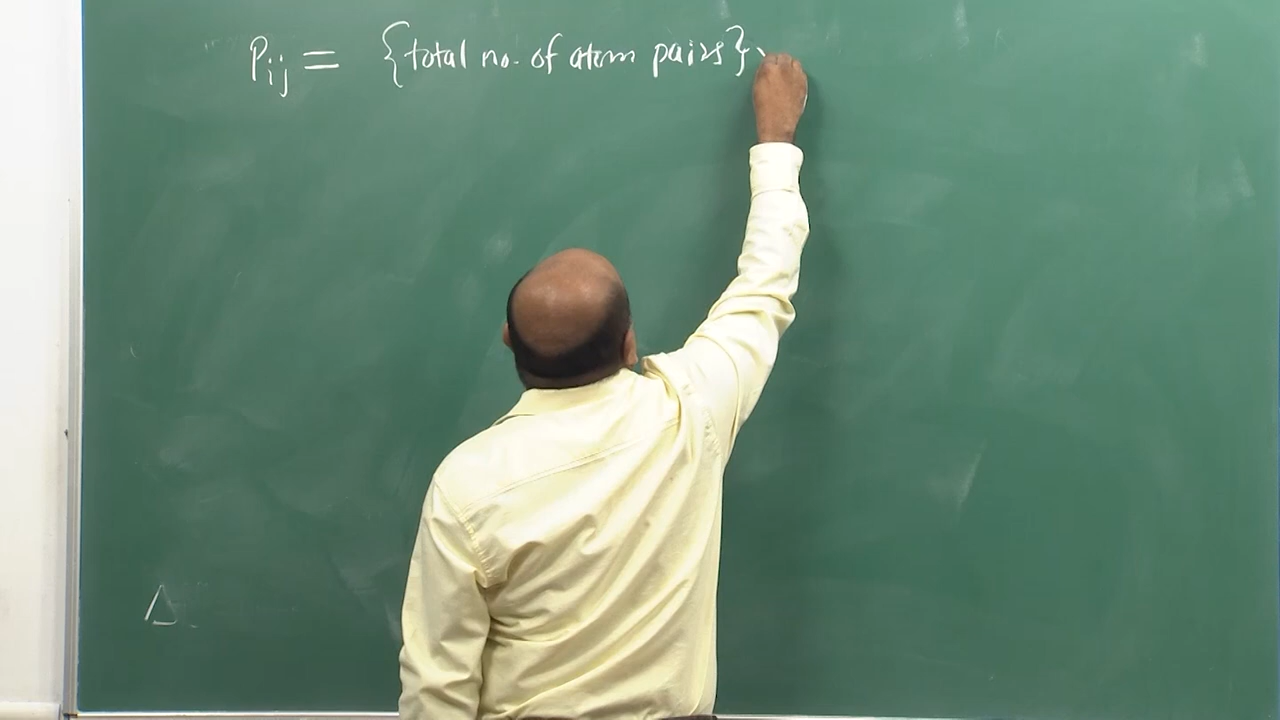 Pij = {total no. of atom pairs}
Δ